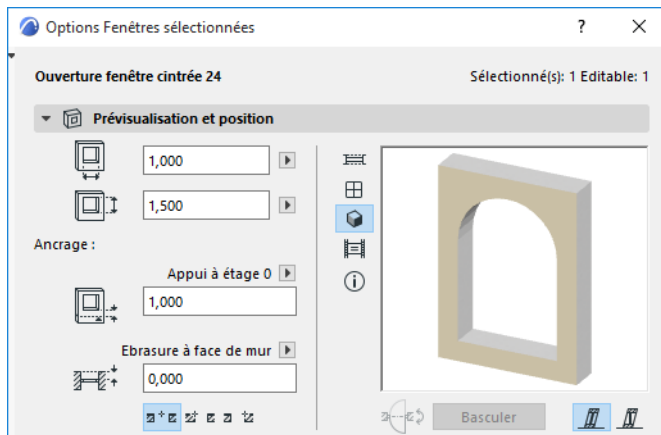 Options Fenêtres sélectionnées
?
Ouverture fenêtre cintrée 24
Sélectionné(s): 1 Editable: 1
Prévisualisation et position
1,000
1,500
Ancrage :
Appui à étage 0
1,000
Ebrasure à face de mur
0,000
Basculer